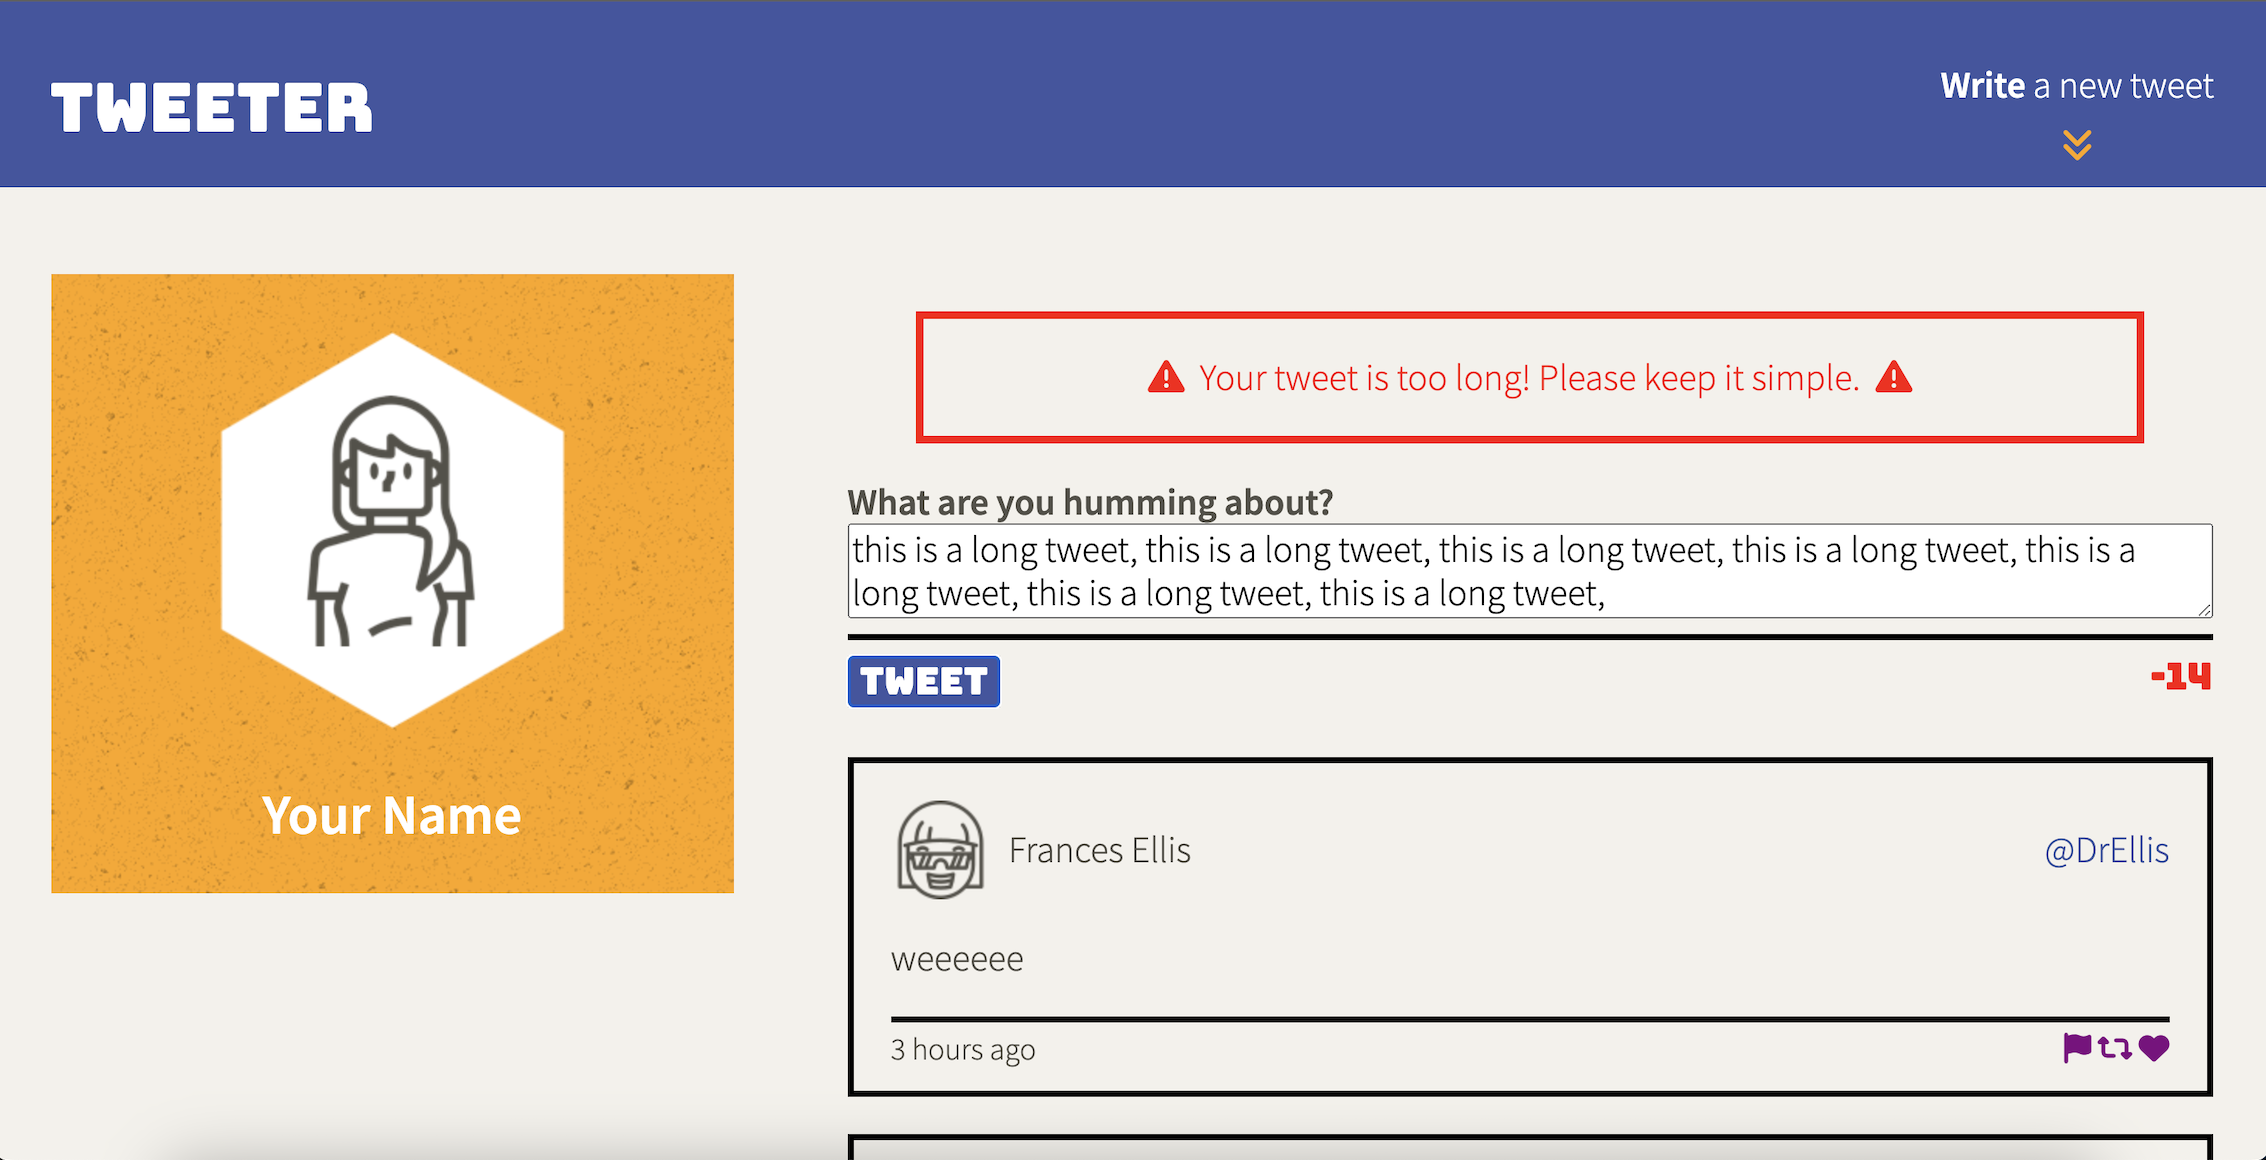 TWEETER
Write a new tweet
Your Name
Your tweet is too long! Please keep it simple.
What are you humming about?
this is a long tweet, this is a long tweet, this is a long tweet, this is a long tweet, this is a
long tweet, this is a long tweet, this is a long tweet,
TWEET
-14
Frances Ellis
@DrEllis
weeeeee
3 hours ago